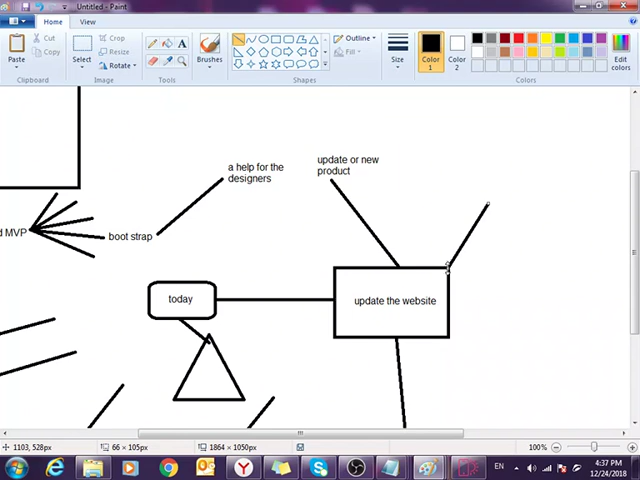 Untitled - Paint
Home
View
Paste
Cut
Copy
Clipboard
Select
Crop
Resize
Rotate
Image
Tools
Brushes
Shapes
Outline
Fill
Size
Color 1
Color 2
Edit colors
Colors
a help for the
designers
update or new
product
d MVP
boot strap
today
update the website
1103, 528px
66 × 105px
1864 × 1050px
100%
EN
4:37 PM
12/24/2018